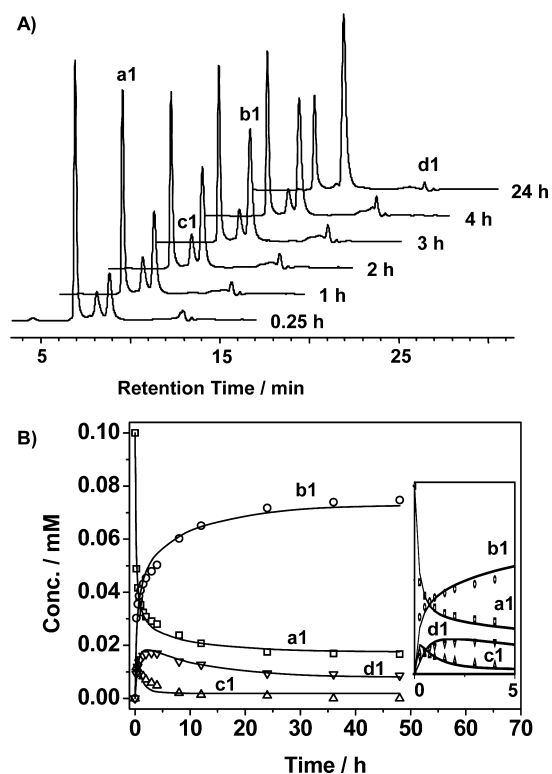 A)
a1
b1
c1
d1
24 h
4 h
3 h
2 h
1 h
0.25 h
5 15 25
Retention Time / min
B)
0.10
0.08
0.06
0.04
0.02
0.00
Conc. / mM
b1
a1
d1
c1
b1
a1
d1
c1
0 5
0 10 20 30 40 50 60 70
Time / h